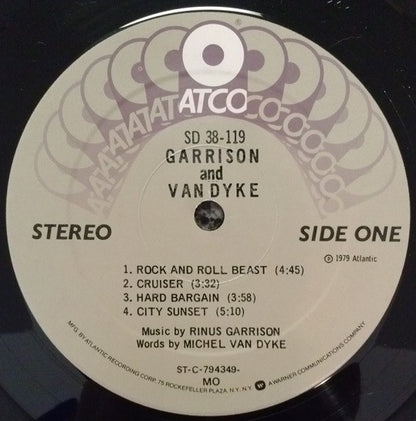 ATCO
SD 38-119
GARRISON
and
VAN DYKE
STEREO
SIDE ONE
℗ 1979 Atlantic
1. ROCK AND ROLL BEAST (4:45)
2. CRUISER (3:32)
3. HARD BARGAIN (3:58)
4. CITY SUNSET (5:10)
Music by RINUS GARRISON
Words by MICHEL VAN DYKE
ST-C-794349-
MO
MFG. BY ATLANTIC RECORDING CORP. 75 ROCKEFELLER PLAZA, N.Y. N.Y. A WARNER COMMUNICATIONS COMPANY